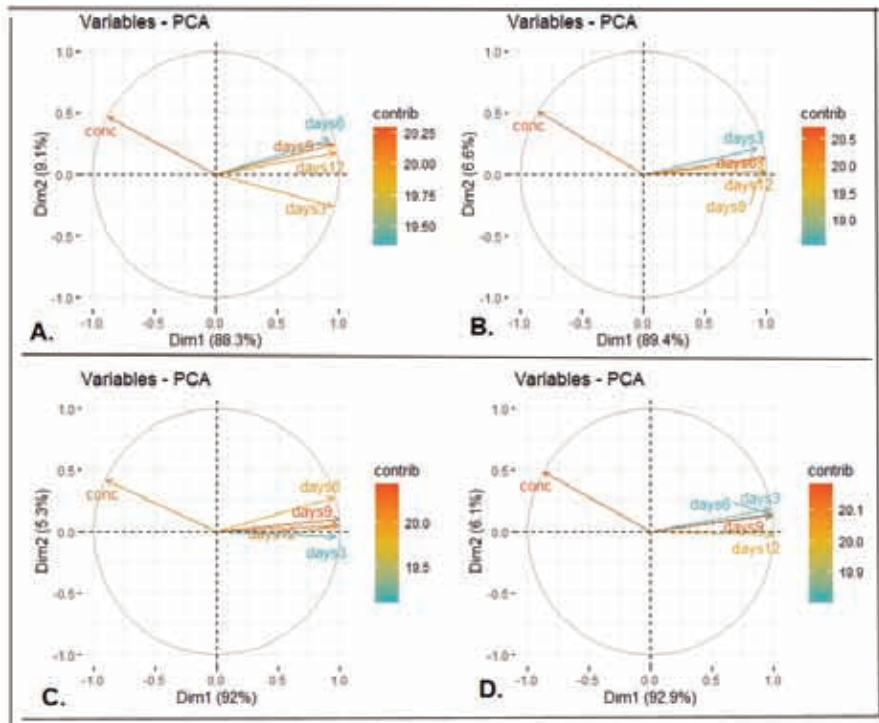 Variables - PCA
1.0
0.5
0.0
-0.5
-1.0
Dim2 (9.1%)
conc
days6
days9
days12
days3
-1.0
-0.5
0.0
0.5
1.0
Dim1 (88.3%)
contrib
20.25
20.00
19.75
19.50
A.
Variables - PCA
1.0
0.5
0.0
-0.5
-1.0
Dim2 (6.6%)
conc
days3
days6
days12
days9
-1.0
-0.5
0.0
0.5
1.0
Dim1 (89.4%)
contrib
20.5
20.0
19.5
19.0
B.
Variables - PCA
1.0
0.5
0.0
-0.5
-1.0
Dim2 (5.3%)
conc
days6
days9
days12
days3
-1.0
-0.5
0.0
0.5
1.0
Dim1 (92%)
contrib
20.0
19.5
C.
Variables - PCA
1.0
0.5
0.0
-0.5
-1.0
Dim2 (6.1%)
conc
days6
days3
days9
days12
-1.0
-0.5
0.0
0.5
1.0
Dim1 (92.9%)
contrib
20.1
20.0
19.9
D.